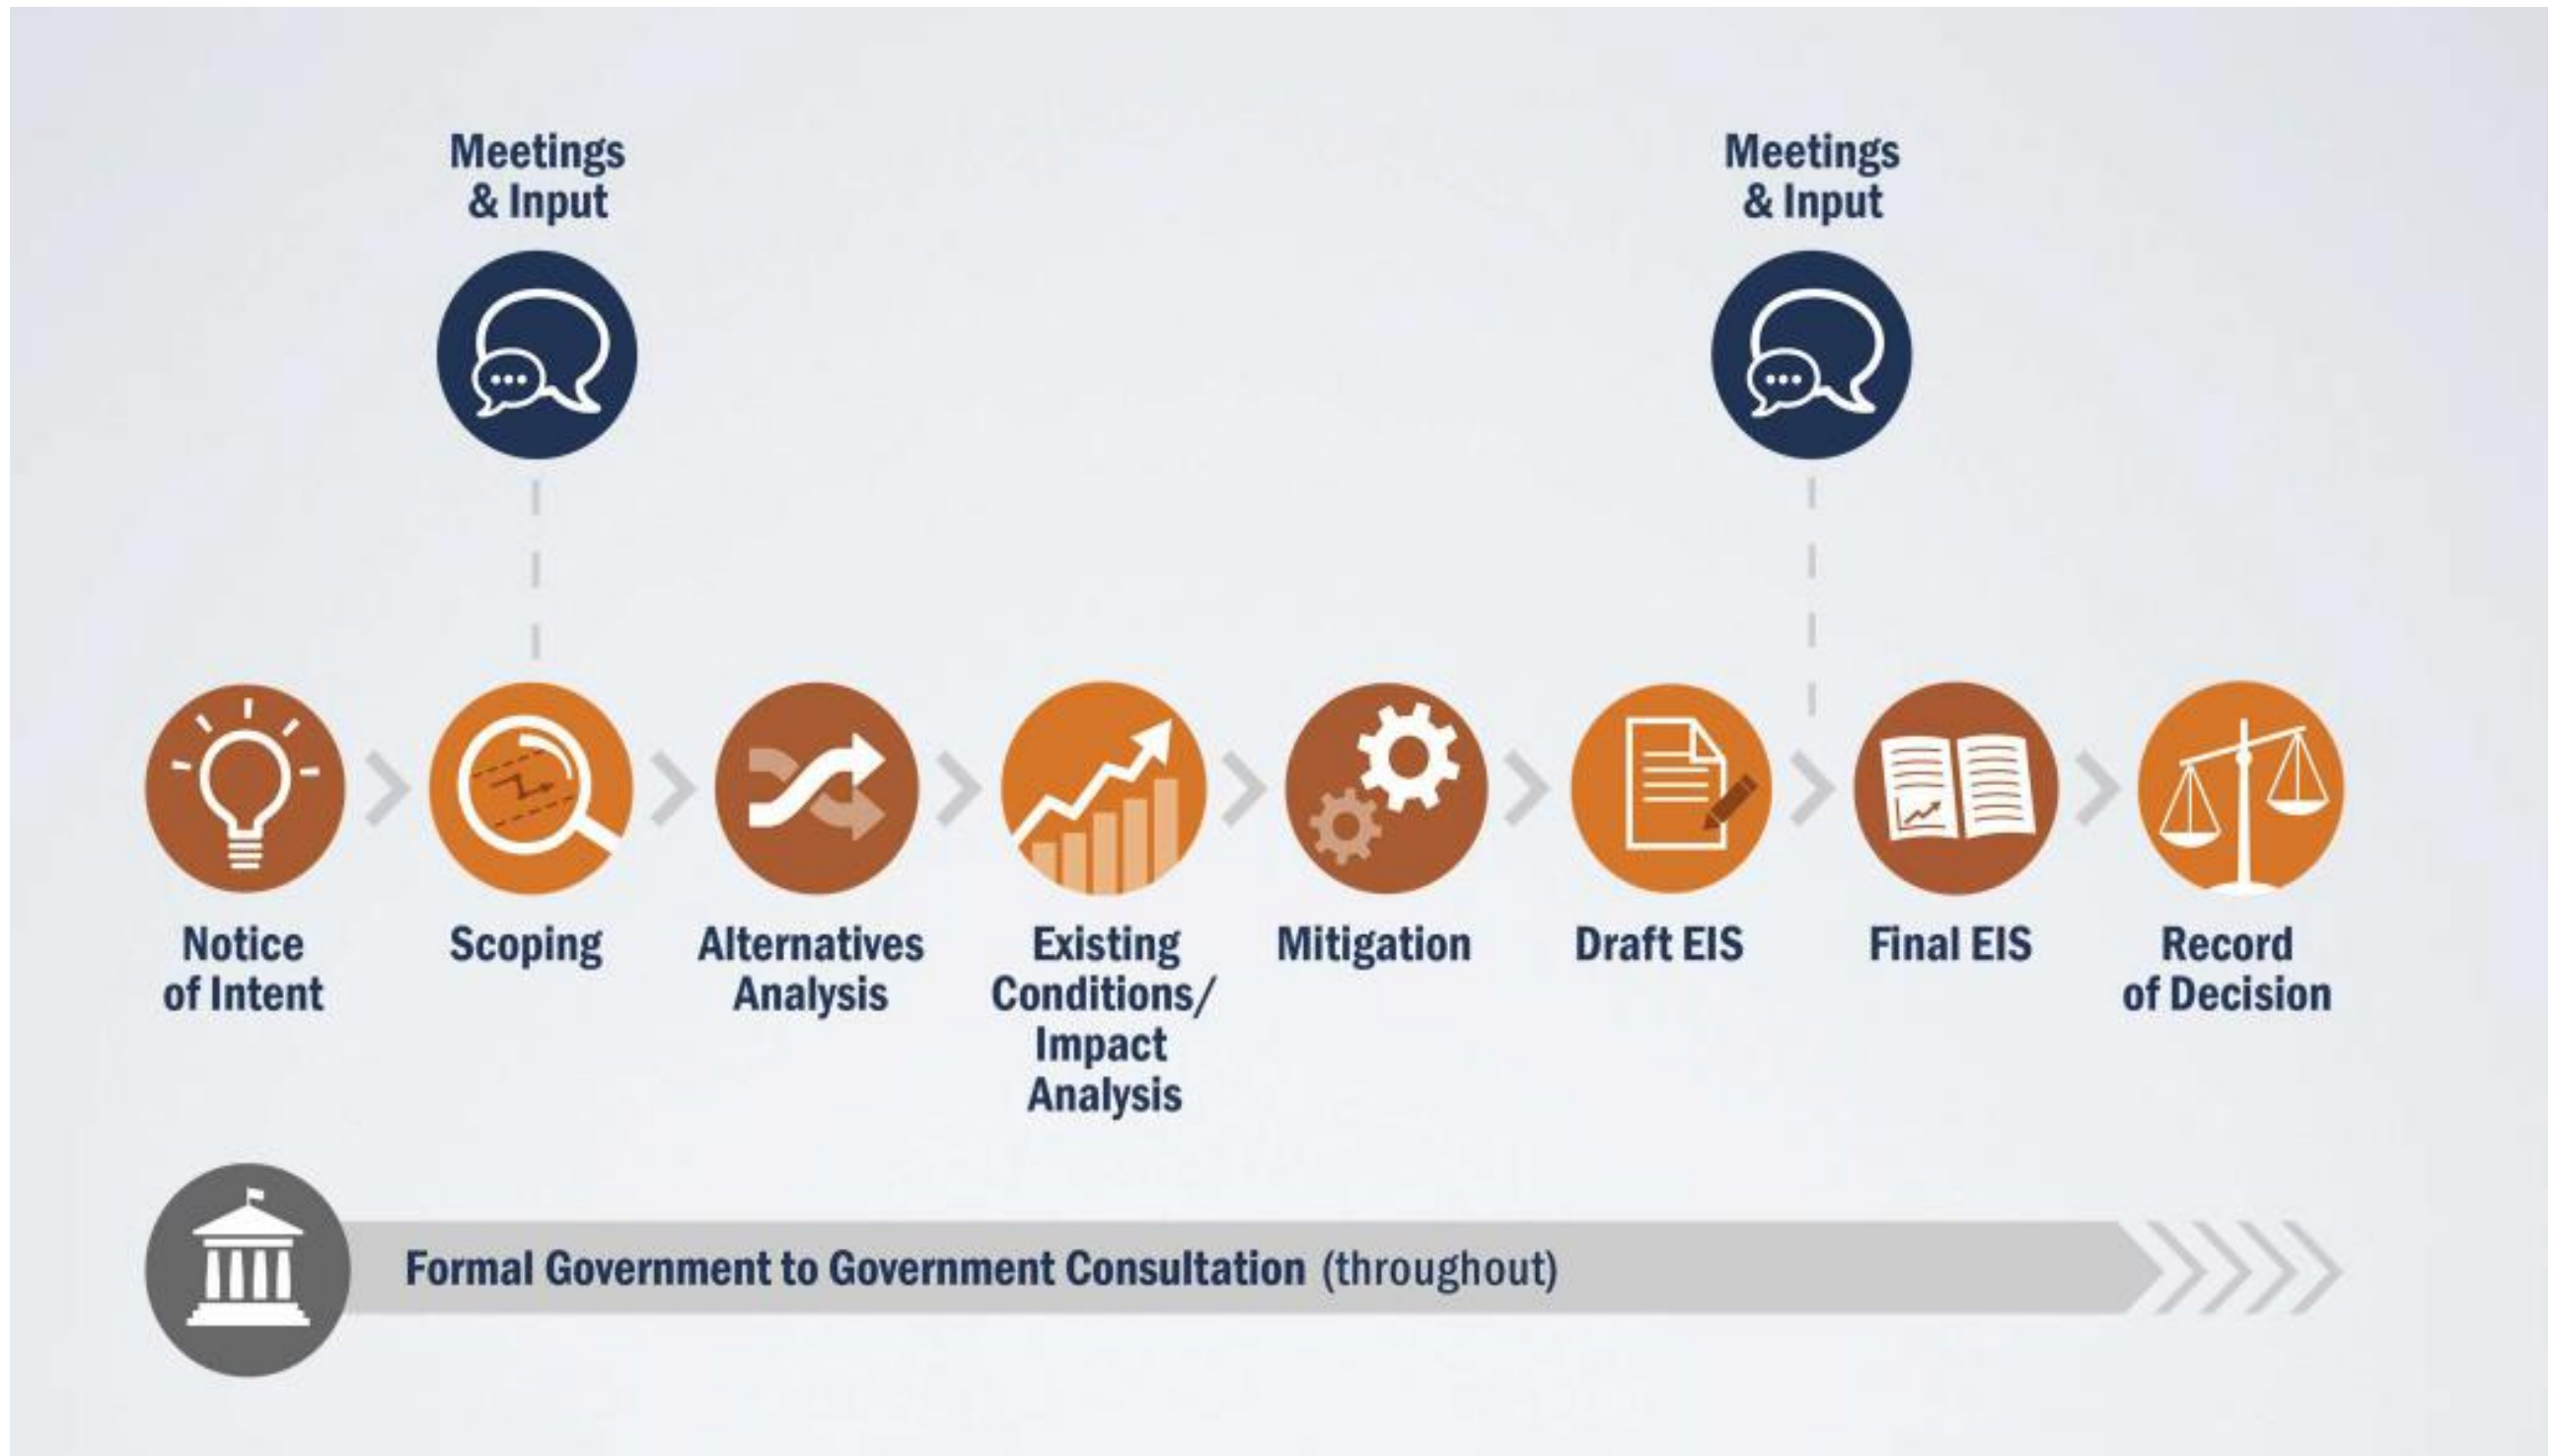 Meetings
& Input
Meetings
& Input
Notice
of Intent
Scoping
Alternatives
Analysis
Existing
Conditions/
Impact
Analysis
Mitigation
Draft EIS
Final EIS
Record
of Decision
Formal Government to Government Consultation (throughout)